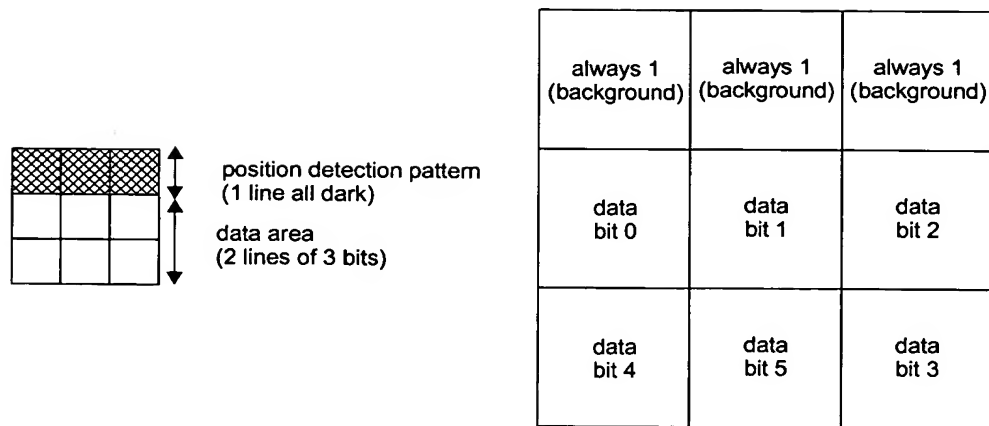 position detection pattern
(1 line all dark)
data area
(2 lines of 3 bits)
always 1
(background)
always 1
(background)
always 1
(background)
data
bit 0
data
bit 1
data
bit 2
data
bit 4
data
bit 5
data
bit 3